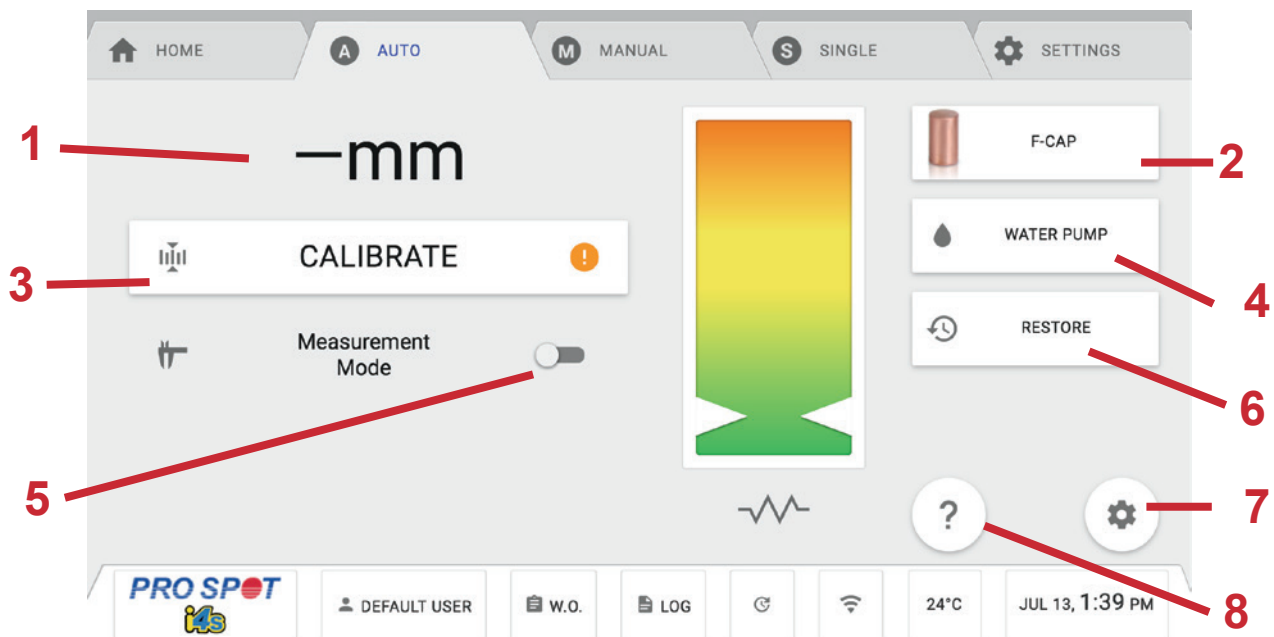 HOME
A AUTO
M MANUAL
S SINGLE
SETTINGS
1
—mm
F-CAP
2
CALIBRATE !
3
WATER PUMP
4
Measurement
Mode
5
RESTORE
6
?
7
8
PRO SPOT
i4s
DEFAULT USER
W.O.
LOG
24°C
JUL 13, 1:39 PM